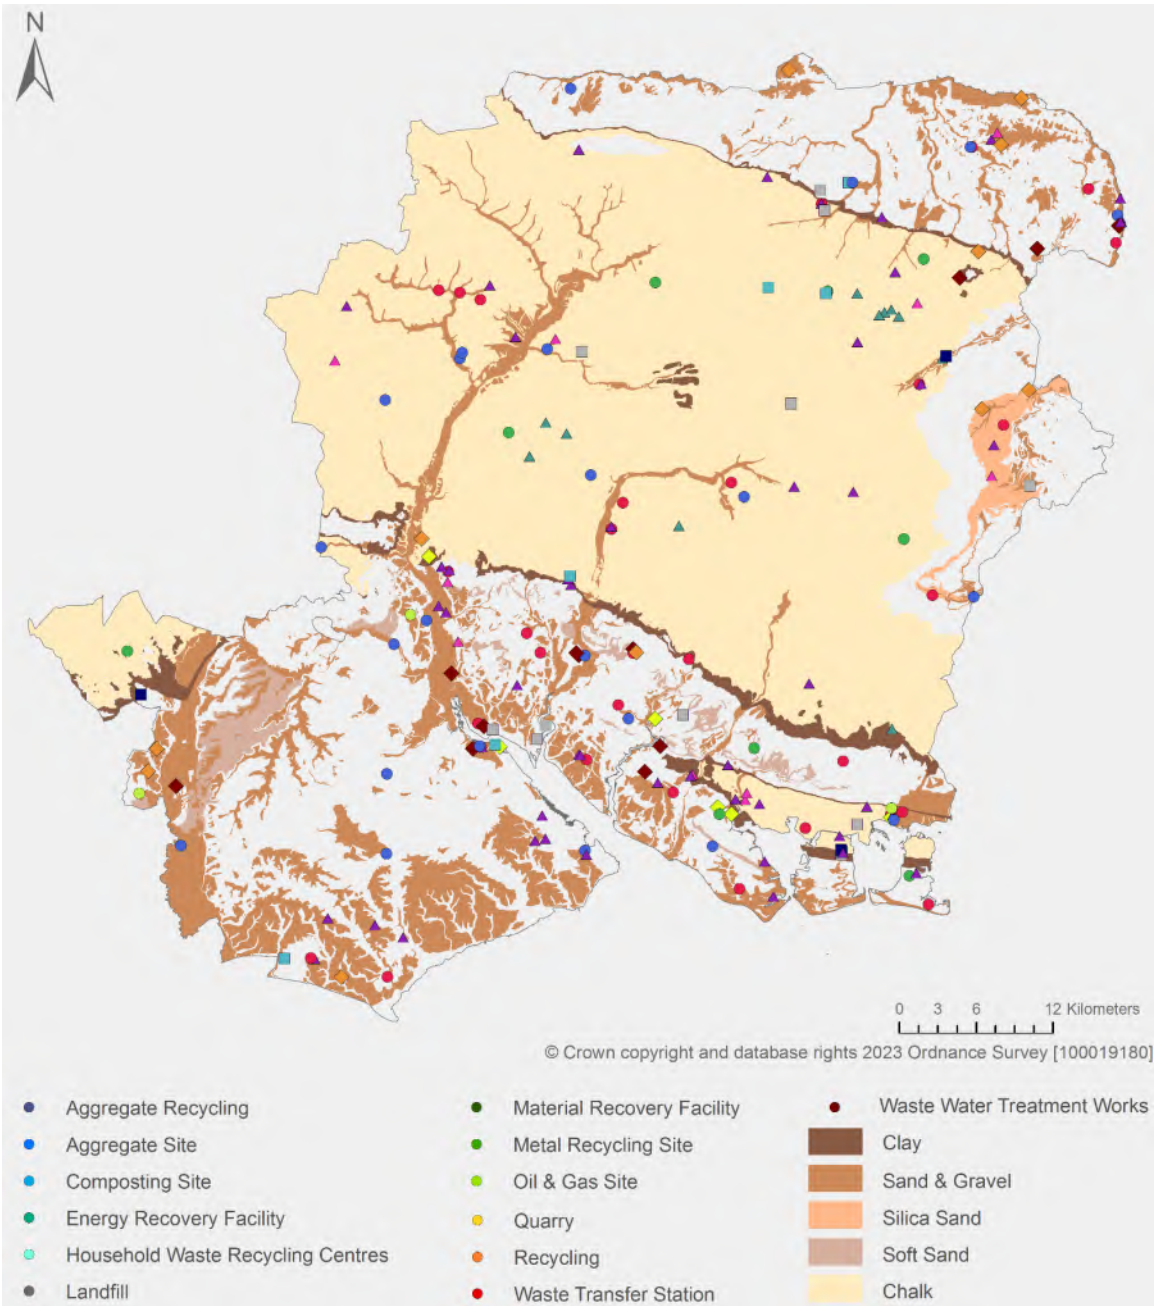 N
0 3 6 12 Kilometers
© Crown copyright and database rights 2023 Ordnance Survey [100019180]
Aggregate Recycling
Aggregate Site
Composting Site
Energy Recovery Facility
Household Waste Recycling Centres
Landfill
Material Recovery Facility
Metal Recycling Site
Oil & Gas Site
Quarry
Recycling
Waste Transfer Station
Waste Water Treatment Works
Clay
Sand & Gravel
Silica Sand
Soft Sand
Chalk